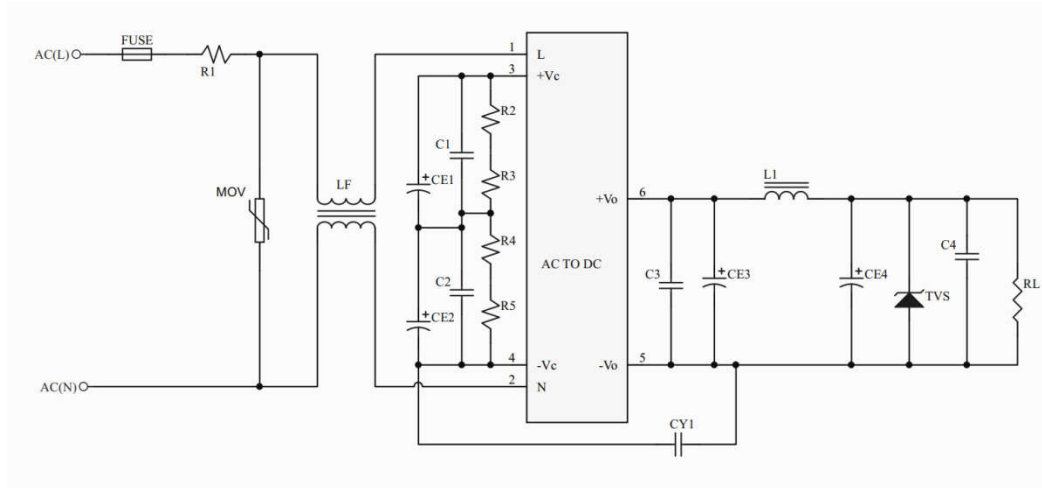 FUSE
AC(L)
R1
1
L
3
+Vc
R2
C1
MOV
LF
CE1
+
R3
6
+Vo
L1
R4
AC TO DC
C2
C3
+
CE3
+
CE4
TVS
C4
RL
+
CE2
R5
4
-Vc
5
-Vo
AC(N)
2
N
CY1